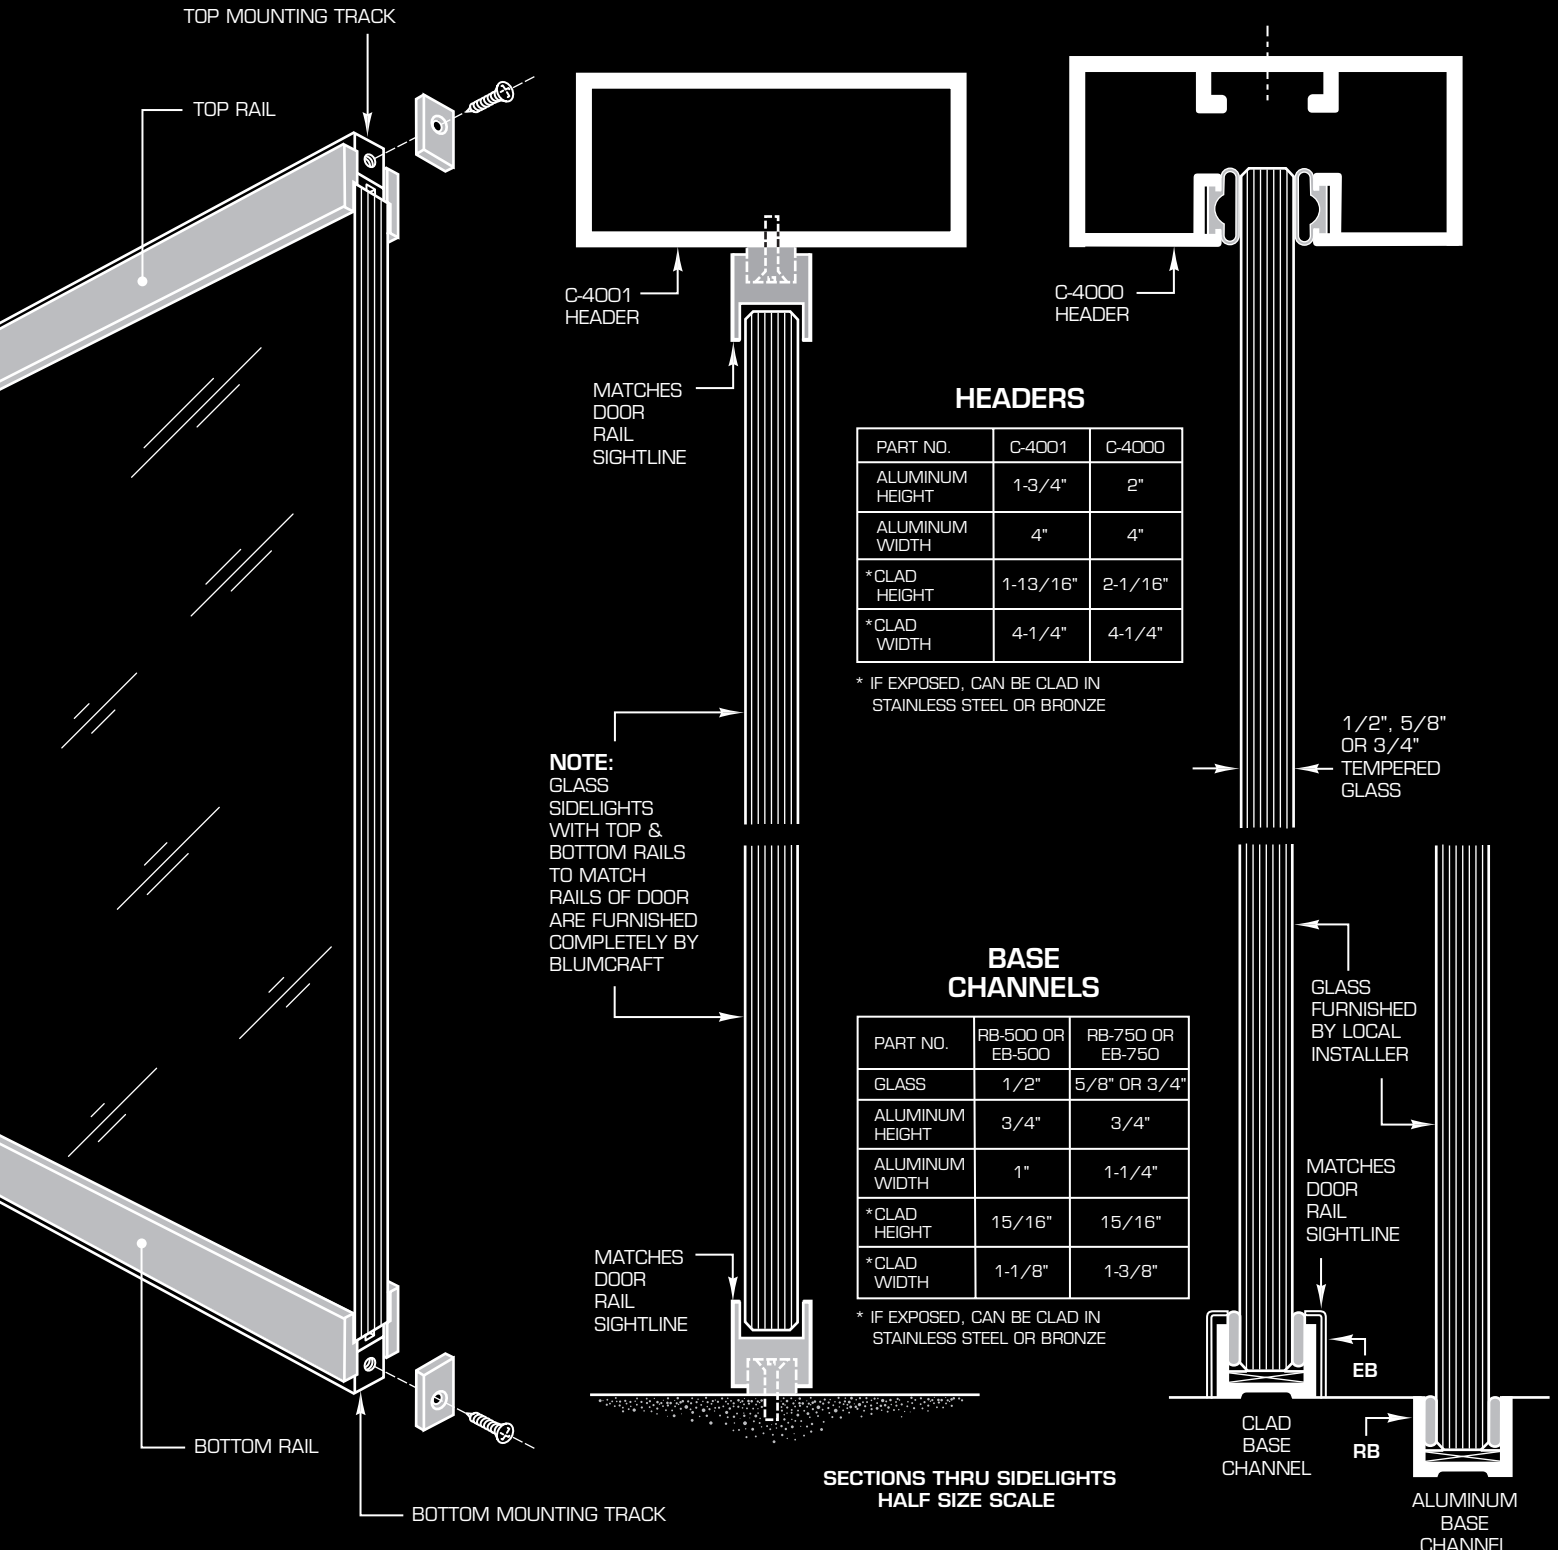 TOP MOUNTING TRACK
TOP RAIL
C-4001
HEADER
MATCHES
DOOR
RAIL
SIGHTLINE
C-4000
HEADER
HEADERS
PART NO. C-4001 C-4000
ALUMINUM
HEIGHT 1-3/4" 2"
ALUMINUM
WIDTH 4" 4"
*CLAD
HEIGHT 1-13/16" 2-1/16"
*CLAD
WIDTH 4-1/4" 4-1/4"
* IF EXPOSED, CAN BE CLAD IN
STAINLESS STEEL OR BRONZE
1/2", 5/8"
OR 3/4"
TEMPERED
GLASS
NOTE:
GLASS
SIDELIGHTS
WITH TOP &
BOTTOM RAILS
TO MATCH
RAILS OF DOOR
ARE FURNISHED
COMPLETELY BY
BLUMCRAFT
BASE
CHANNELS
PART NO. RB-500 OR EB-500 RB-750 OR EB-750
GLASS 1/2" 5/8" OR 3/4"
ALUMINUM
HEIGHT 3/4" 3/4"
ALUMINUM
WIDTH 1" 1-1/4"
*CLAD
HEIGHT 15/16" 15/16"
*CLAD
WIDTH 1-1/8" 1-3/8"
* IF EXPOSED, CAN BE CLAD IN
STAINLESS STEEL OR BRONZE
GLASS
FURNISHED
BY LOCAL
INSTALLER
MATCHES
DOOR
RAIL
SIGHTLINE
MATCHES
DOOR
RAIL
SIGHTLINE
EB
RB
CLAD
BASE
CHANNEL
ALUMINUM
BASE
CHANNEL
BOTTOM RAIL
BOTTOM MOUNTING TRACK
SECTIONS THRU SIDELIGHTS
HALF SIZE SCALE